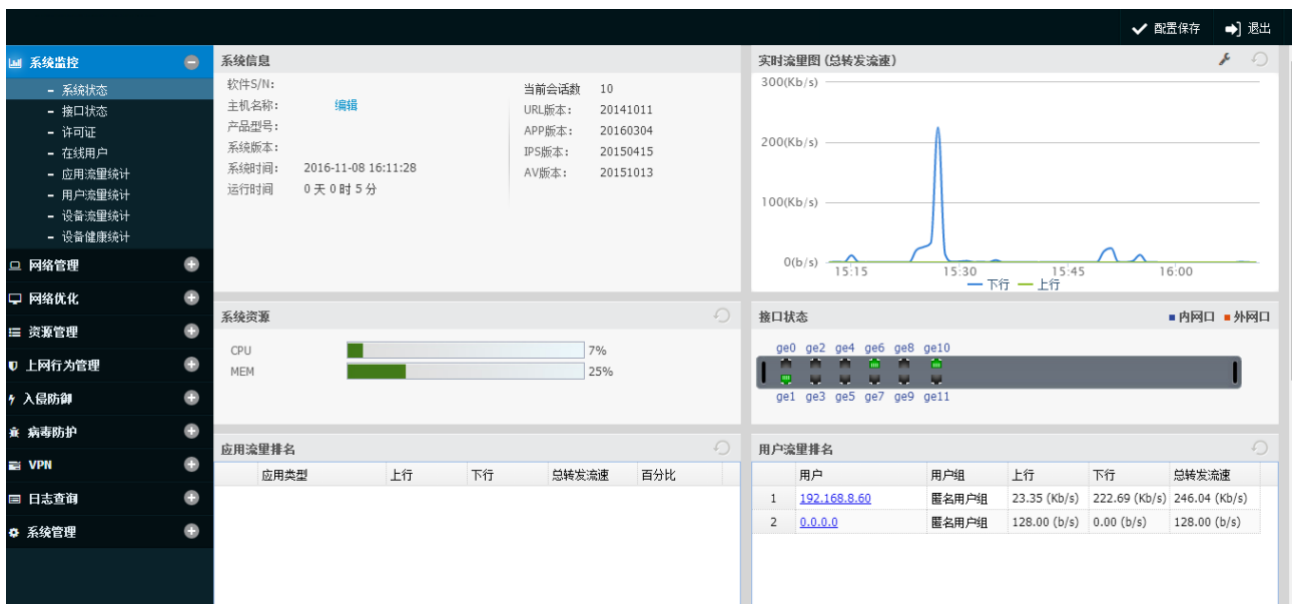 配置保存 退出
系统监控
- 系统状态
- 接口状态
- 许可证
- 在线用户
- 应用流量统计
- 用户流量统计
- 设备流量统计
- 设备健康统计
网络管理
网络优化
资源管理
上网行为管理
入侵防御
病毒防护
VPN
日志查询
系统管理
系统信息
软件S/N:
主机名称: 编辑
产品型号:
系统版本:
系统时间: 2016-11-08 16:11:28
运行时间 0 天 0 时 5 分
当前会话数 10
URL版本: 20141011
APP版本: 20160304
IPS版本: 20150415
AV版本: 20151013
实时流量图 (总转发流速)
300(Kb/s)
200(Kb/s)
100(Kb/s)
0(b/s)
15:15 15:30 15:45 16:00
下行 上行
系统资源
CPU 7%
MEM 25%
接口状态 内网口 外网口
ge0 ge2 ge4 ge6 ge8 ge10
ge1 ge3 ge5 ge7 ge9 ge11
应用流量排名
应用类型 上行 下行 总转发流速 百分比
用户流量排名
用户 用户组 上行 下行 总转发流速
1 192.168.8.60 匿名用户组 23.35 (Kb/s) 222.69 (Kb/s) 246.04 (Kb/s)
2 0.0.0.0 匿名用户组 128.00 (b/s) 0.00 (b/s) 128.00 (b/s)